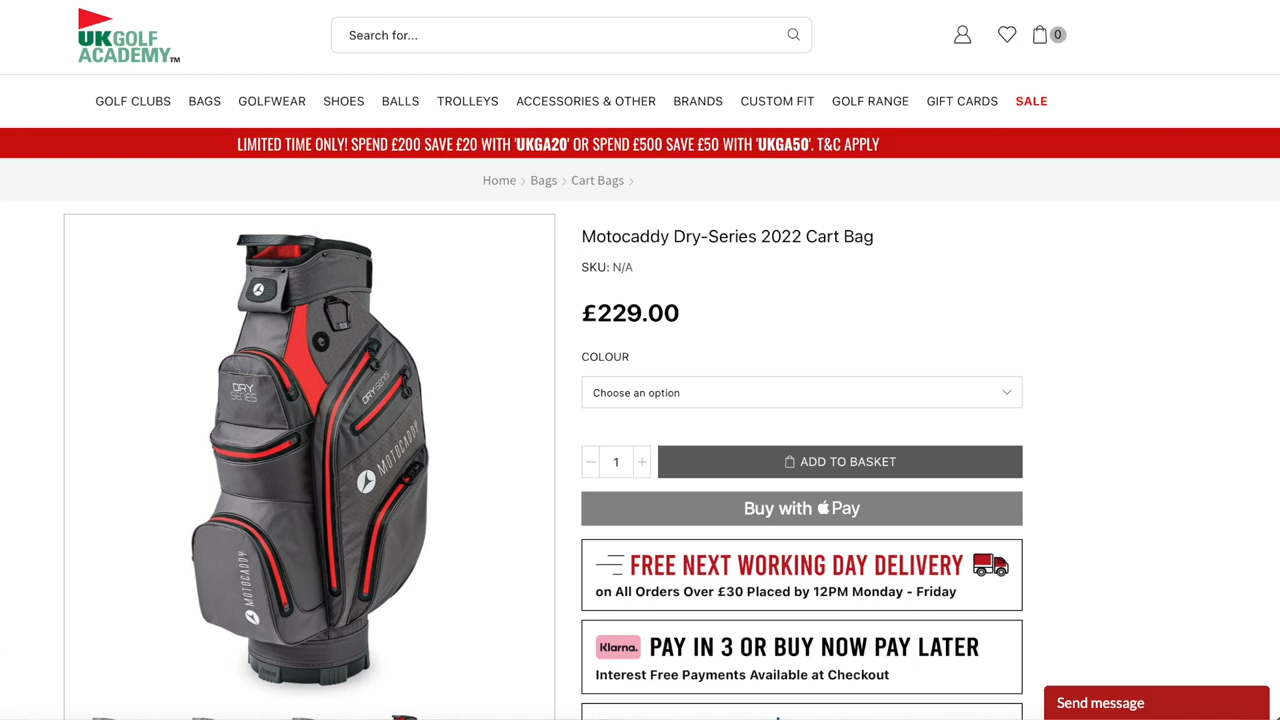 UKGOLF
ACADEMY™
Search for...
0
GOLF CLUBS BAGS GOLFWEAR SHOES BALLS TROLLEYS ACCESSORIES & OTHER BRANDS CUSTOM FIT GOLF RANGE GIFT CARDS SALE
LIMITED TIME ONLY! SPEND £200 SAVE £20 WITH 'UKGA20' OR SPEND £500 SAVE £50 WITH 'UKGA50'. T&C APPLY
Home > Bags > Cart Bags >
DRY
SERIES
DRY-SERIES
MOTOCADDY
MOTOCADDY
Motocaddy Dry-Series 2022 Cart Bag
SKU: N/A
£229.00
COLOUR
Choose an option
− 1 + ADD TO BASKET
Buy with Pay
FREE NEXT WORKING DAY DELIVERY
on All Orders Over £30 Placed by 12PM Monday - Friday
Klarna. PAY IN 3 OR BUY NOW PAY LATER
Interest Free Payments Available at Checkout
Send message